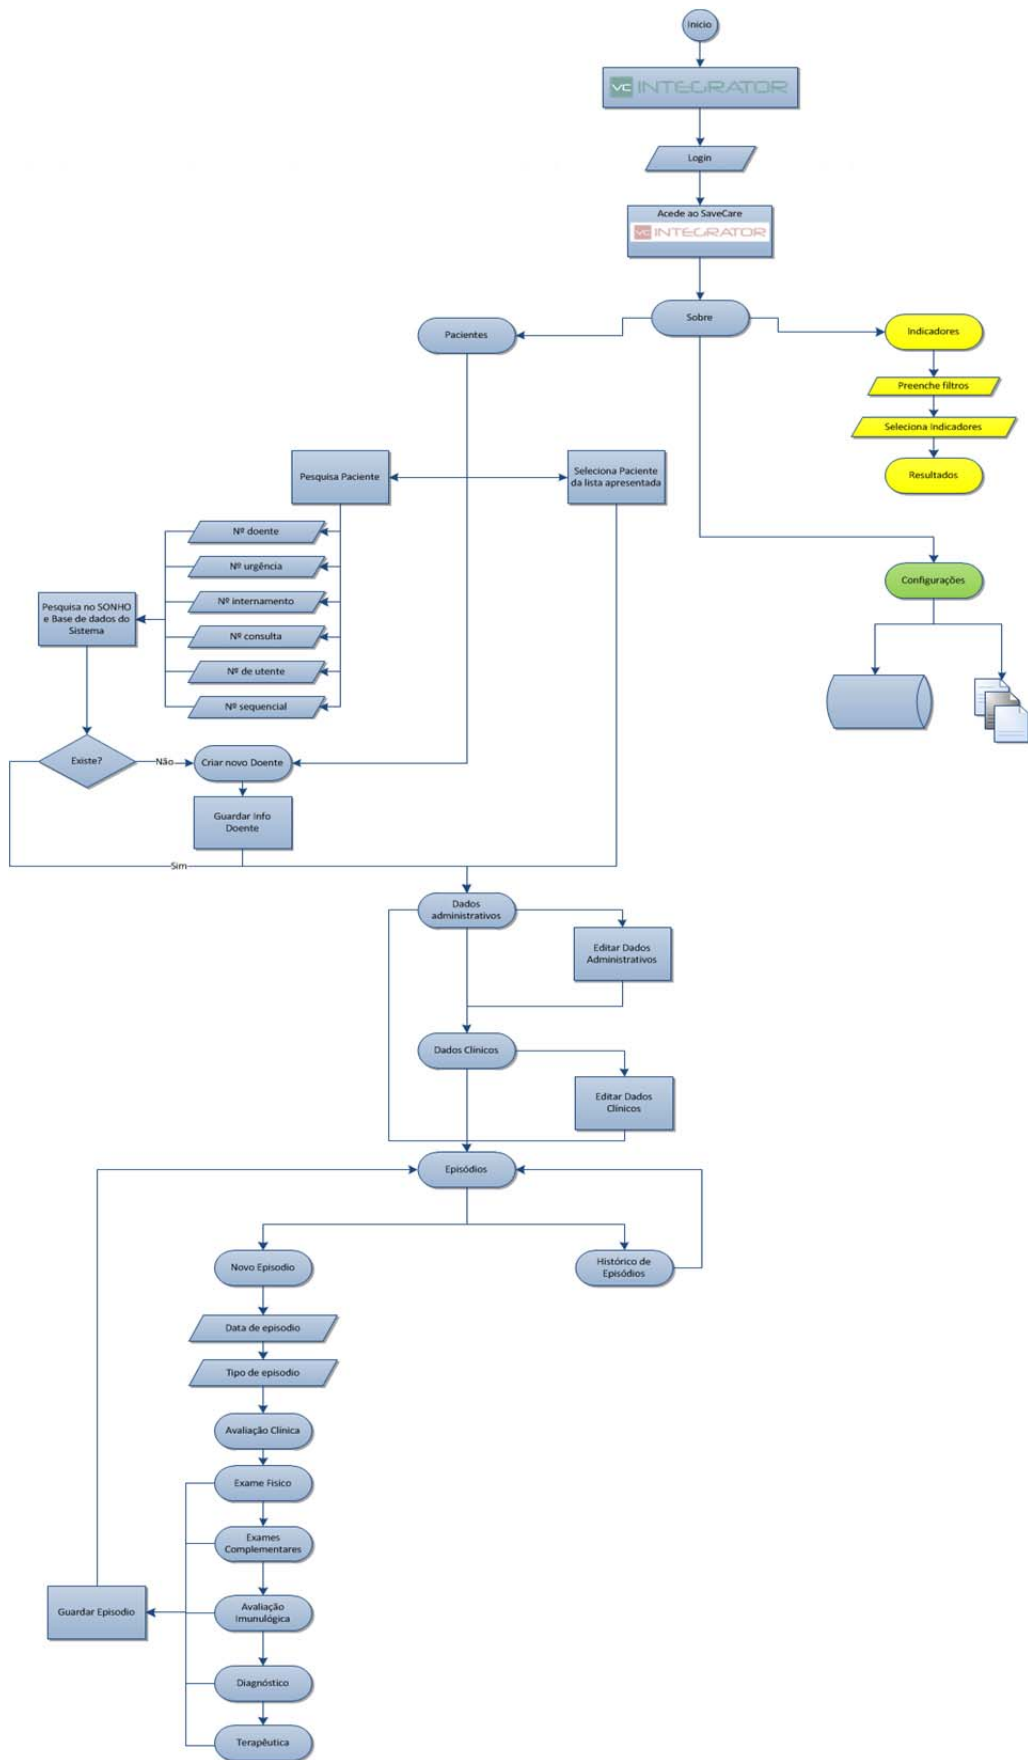 Inicio
VC INTEGRATOR
Login
Acede ao SaveCare
VC INTEGRATOR
Sobre
Pacientes
Indicadores
Preenche filtros
Seleciona Indicadores
Resultados
Pesquisa Paciente
Seleciona Paciente
da lista apresentada
Nº doente
Nº urgência
Nº internamento
Nº consulta
Nº de utente
Nº sequencial
Pesquisa no SONHO
e Base de dados do
Sistema
Configurações
Existe?
Não
Criar novo Doente
Guardar Info
Doente
Sim
Dados
administrativos
Editar Dados
Administrativos
Dados Clínicos
Editar Dados
Clínicos
Episódios
Novo Episodio
Histórico de
Episódios
Data de episodio
Tipo de episodio
Avaliação Clínica
Exame Fisico
Exames
Complementares
Guardar Episodio
Avaliação
Imunulógica
Diagnóstico
Terapêutica